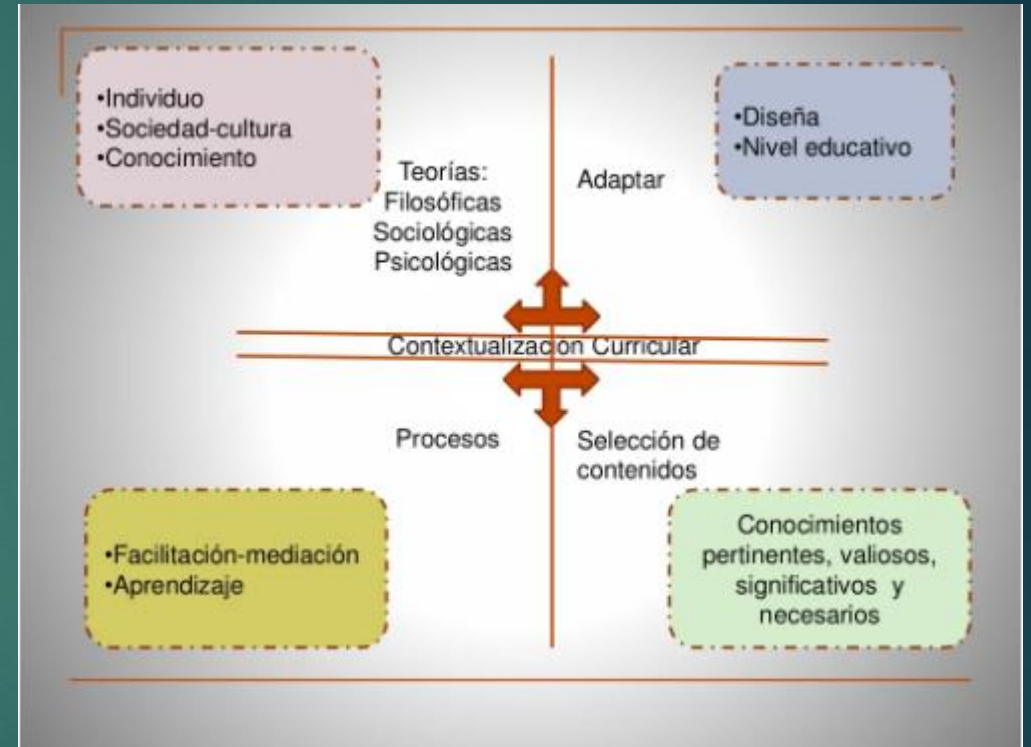 •Individuo
•Sociedad-cultura
•Conocimiento
Teorías:
Filosóficas
Sociológicas
Psicológicas
Adaptar
•Diseña
•Nivel educativo
Contextualización Curricular
Procesos
Selección de
contenidos
•Facilitación-mediación
•Aprendizaje
Conocimientos
pertinentes, valiosos,
significativos y
necesarios